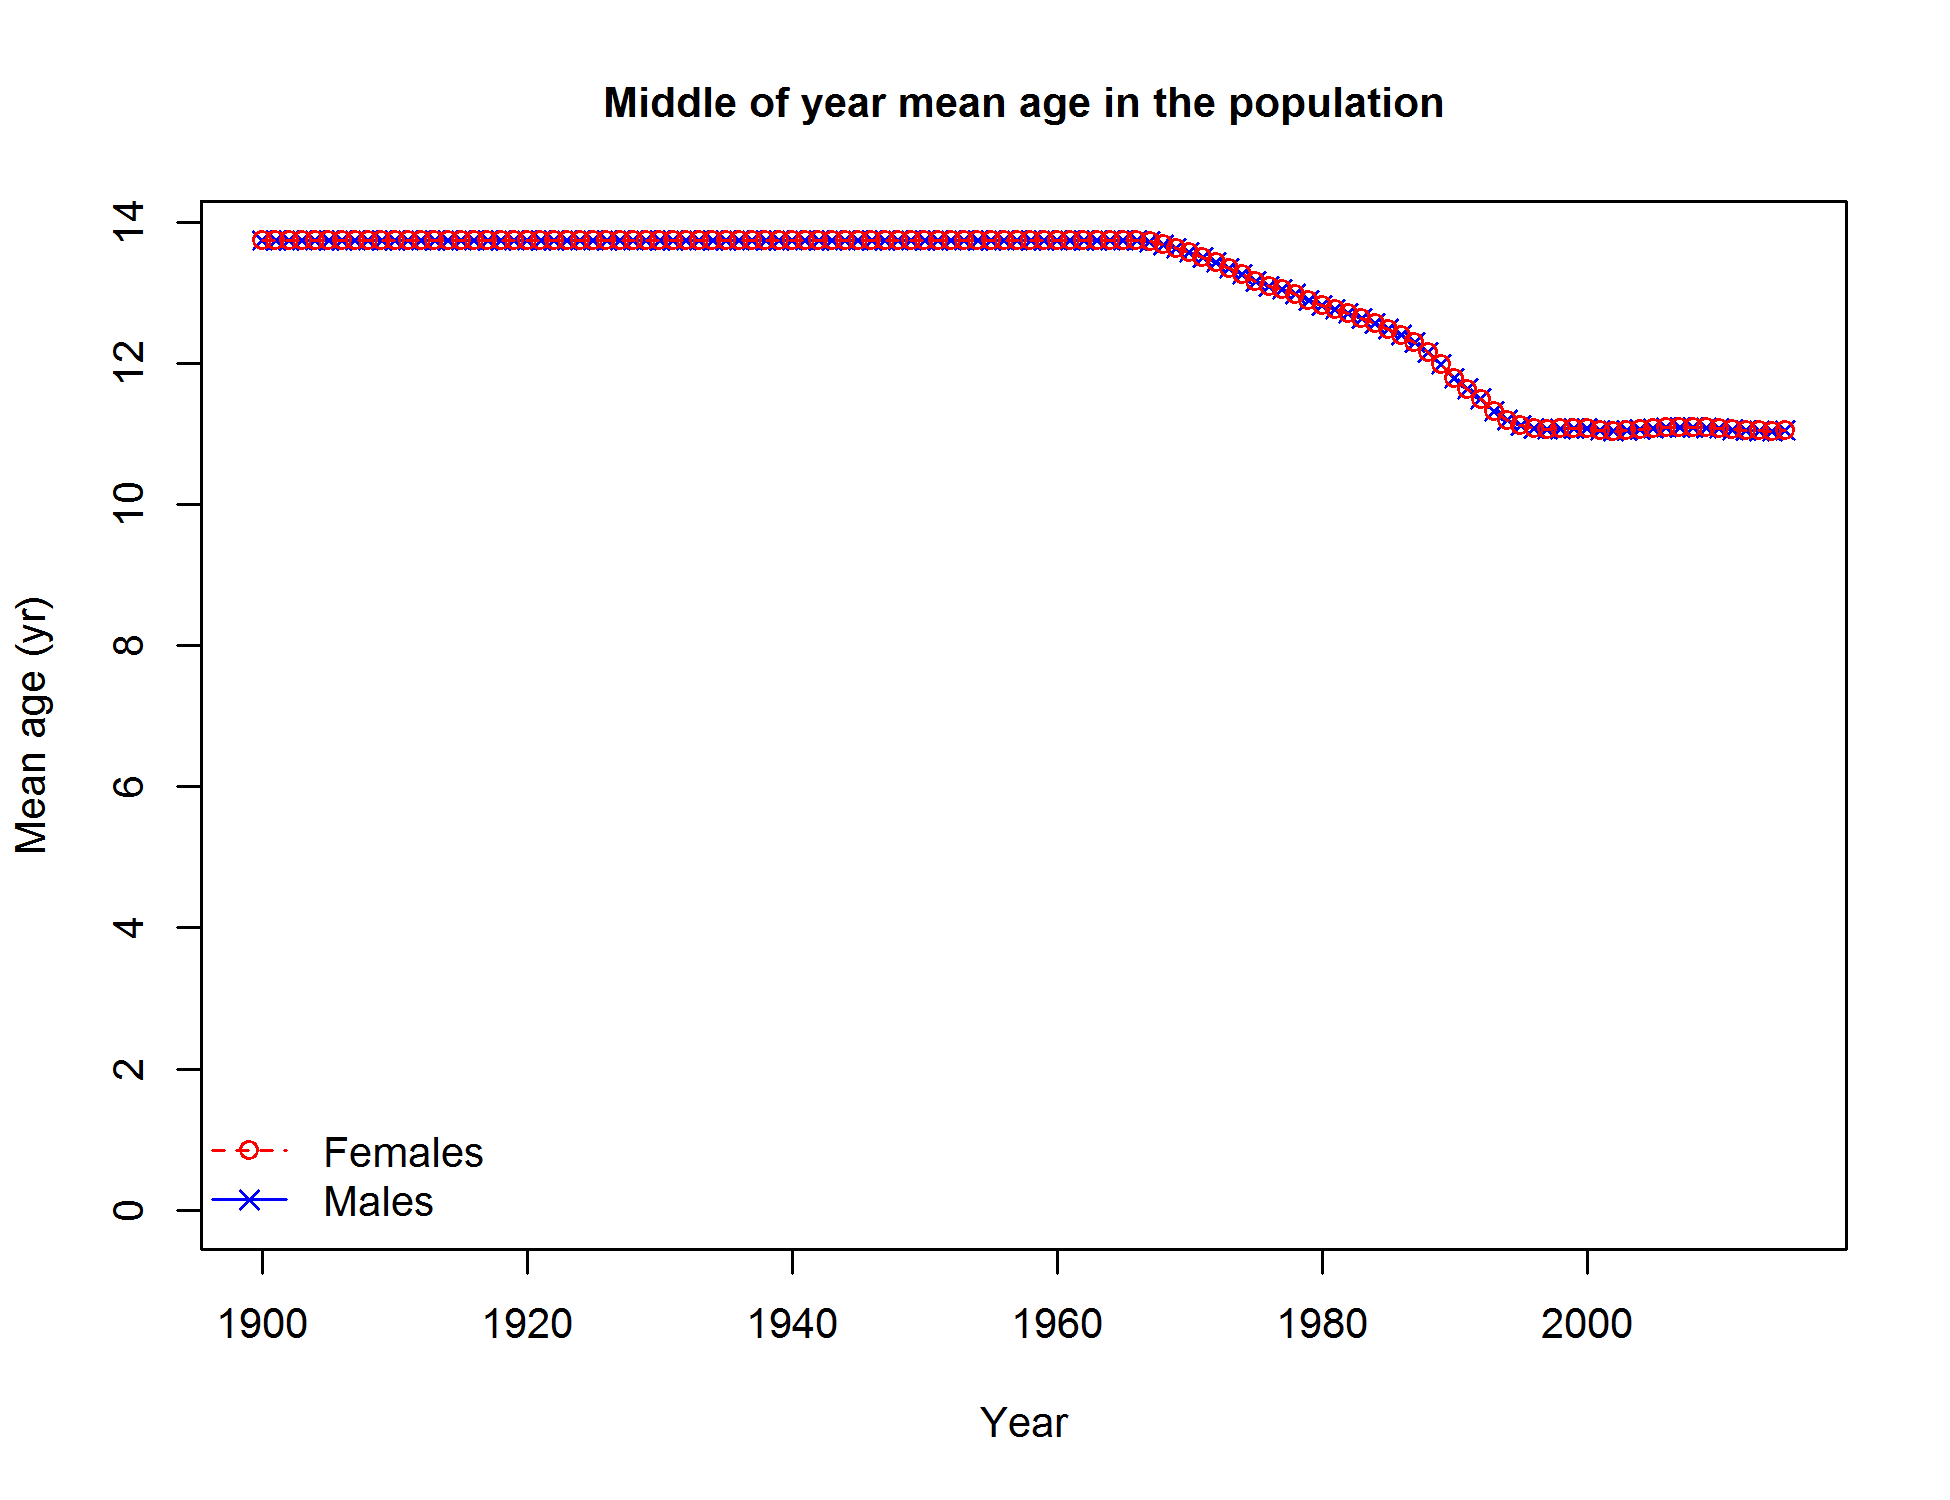 Middle of year mean age in the population
Mean age (yr)
14
12
10
8
6
4
2
0
Females
Males
1900 1920 1940 1960 1980 2000
Year